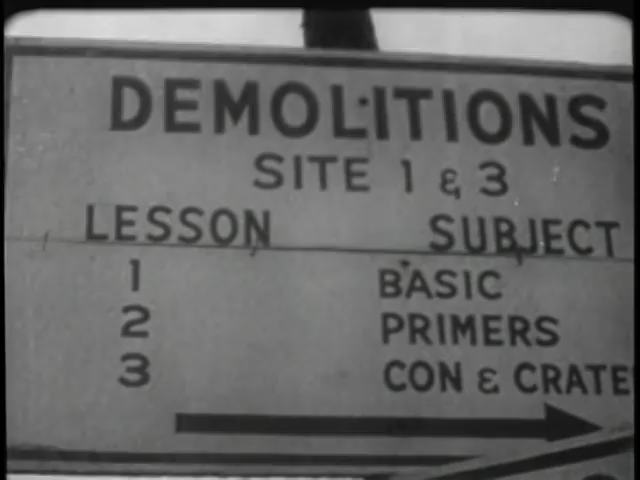 DEMOLITIONS
SITE 1 & 3
LESSON SUBJECT
1 BASIC
2 PRIMERS
3 CON & CRATE